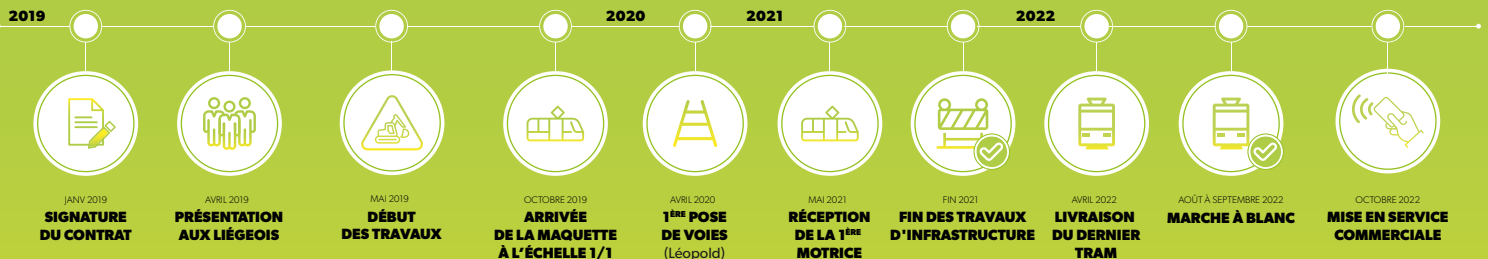 2019
2020
2021
2022
JANV 2019
SIGNATURE
DU CONTRAT
AVRIL 2019
PRÉSENTATION
AUX LIÉGEOIS
MAI 2019
DÉBUT
DES TRAVAUX
OCTOBRE 2019
ARRIVÉE
DE LA MAQUETTE
À L'ÉCHELLE 1/1
AVRIL 2020
1ÈRE POSE
DE VOIES
(Léopold)
MAI 2021
RÉCEPTION
DE LA 1ÈRE
MOTRICE
FIN 2021
FIN DES TRAVAUX
D'INFRASTRUCTURE
AVRIL 2022
LIVRAISON
DU DERNIER
TRAM
AOÛT À SEPTEMBRE 2022
MARCHE À BLANC
OCTOBRE 2022
MISE EN SERVICE
COMMERCIALE